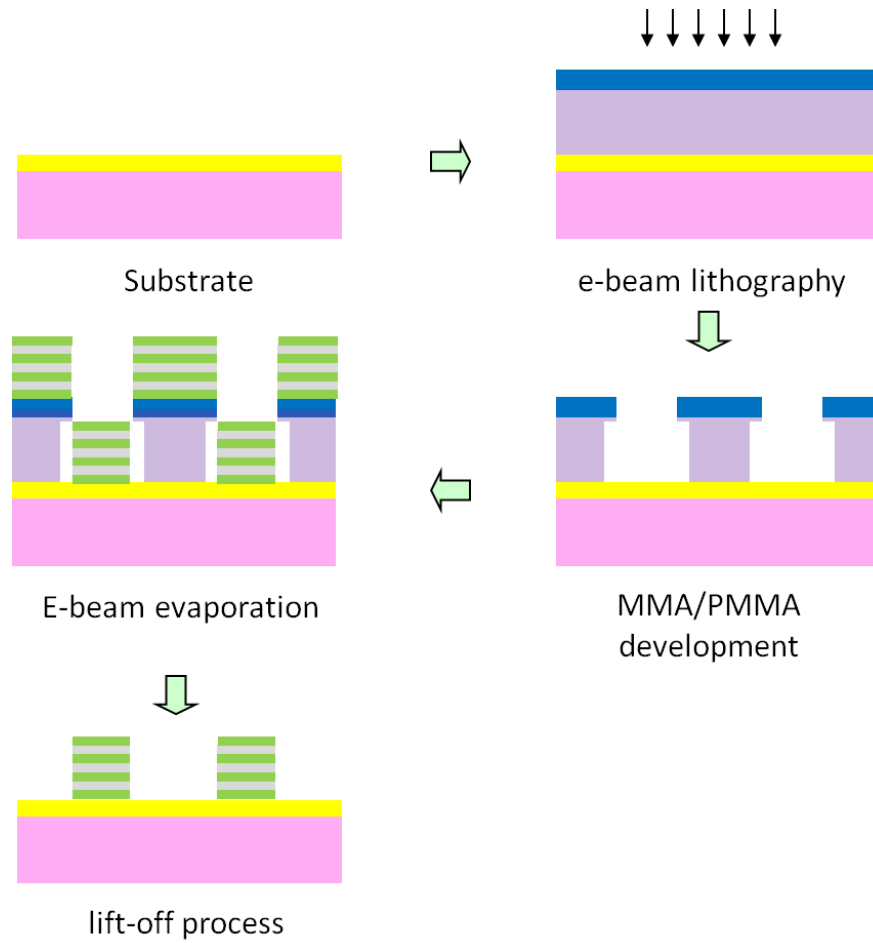 Substrate
e-beam lithography
E-beam evaporation
MMA/PMMA
development
lift-off process